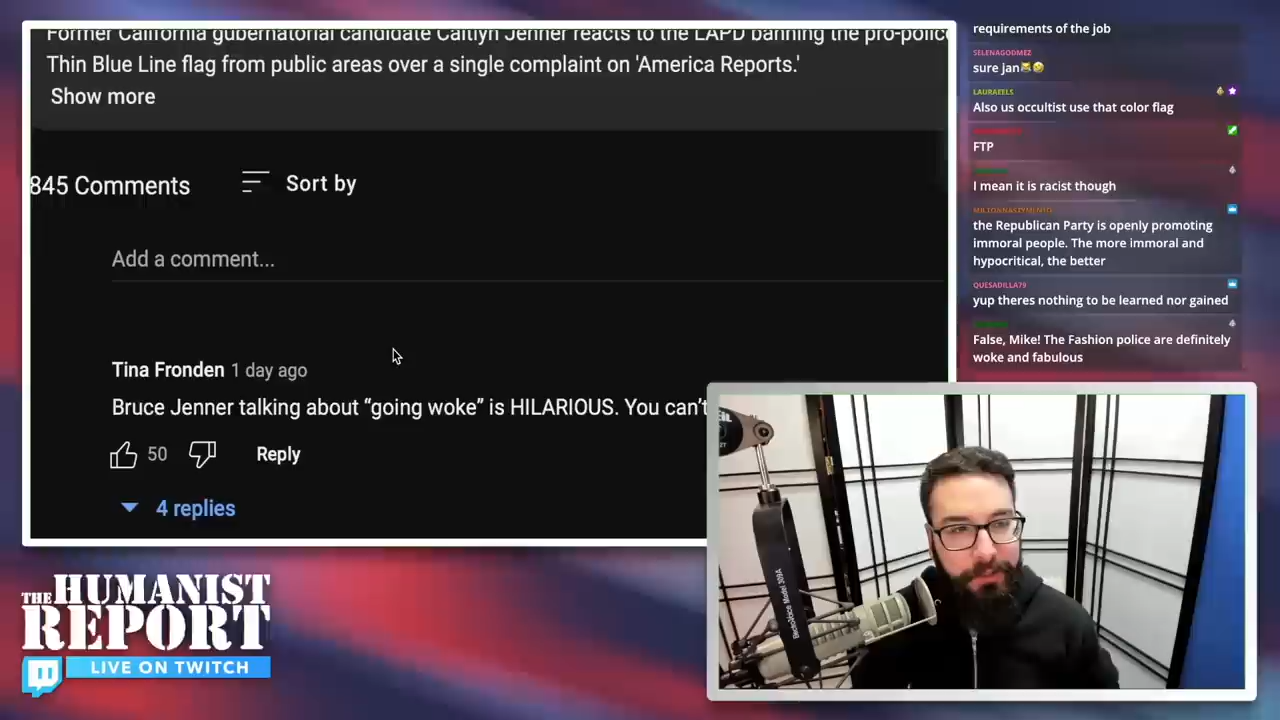 Former California gubernatorial candidate Caitlyn Jenner reacts to the LAPD banning the pro-police
Thin Blue Line flag from public areas over a single complaint on 'America Reports.'
Show more
845 Comments
Sort by
Add a comment...
Tina Fronden 1 day ago
Bruce Jenner talking about “going woke” is HILARIOUS. You can't
50
Reply
4 replies
requirements of the job
SELENAGODMEZ
sure jan
LAURAEELS
Also us occultist use that color flag
FTP
I mean it is racist though
the Republican Party is openly promoting
immoral people. The more immoral and
hypocritical, the better
QUESADILLA79
yup theres nothing to be learned nor gained
False, Mike! The Fashion police are definitely
woke and fabulous
THE HUMANIST
REPORT
LIVE ON TWITCH